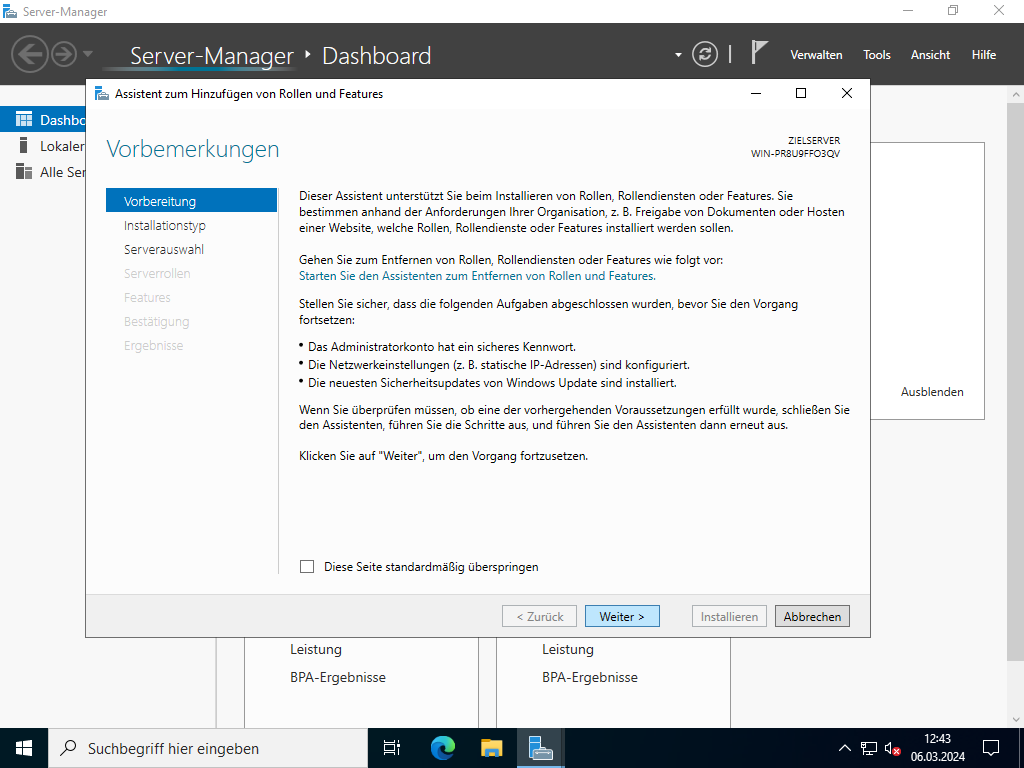 Server-Manager
Server-Manager Dashboard
Verwalten Tools Ansicht Hilfe
Dashbo
Lokaler
Alle Ser
Assistent zum Hinzufügen von Rollen und Features
Vorbemerkungen
ZIELSERVER
WIN-PR8U9FFO3QV
Vorbereitung
Installationstyp
Serverauswahl
Serverrollen
Features
Bestätigung
Ergebnisse
Dieser Assistent unterstützt Sie beim Installieren von Rollen, Rollendiensten oder Features. Sie
bestimmen anhand der Anforderungen Ihrer Organisation, z. B. Freigabe von Dokumenten oder Hosten
einer Website, welche Rollen, Rollendienste oder Features installiert werden sollen.
Gehen Sie zum Entfernen von Rollen, Rollendiensten oder Features wie folgt vor:
Starten Sie den Assistenten zum Entfernen von Rollen und Features.
Stellen Sie sicher, dass die folgenden Aufgaben abgeschlossen wurden, bevor Sie den Vorgang
fortsetzen:
• Das Administratorkonto hat ein sicheres Kennwort.
• Die Netzwerkeinstellungen (z. B. statische IP-Adressen) sind konfiguriert.
• Die neuesten Sicherheitsupdates von Windows Update sind installiert.
Wenn Sie überprüfen müssen, ob eine der vorhergehenden Voraussetzungen erfüllt wurde, schließen Sie
den Assistenten, führen Sie die Schritte aus, und führen Sie den Assistenten dann erneut aus.
Klicken Sie auf "Weiter", um den Vorgang fortzusetzen.
Diese Seite standardmäßig überspringen
< Zurück Weiter > Installieren Abbrechen
Ausblenden
Leistung Leistung
BPA-Ergebnisse BPA-Ergebnisse
Suchbegriff hier eingeben
12:43
06.03.2024